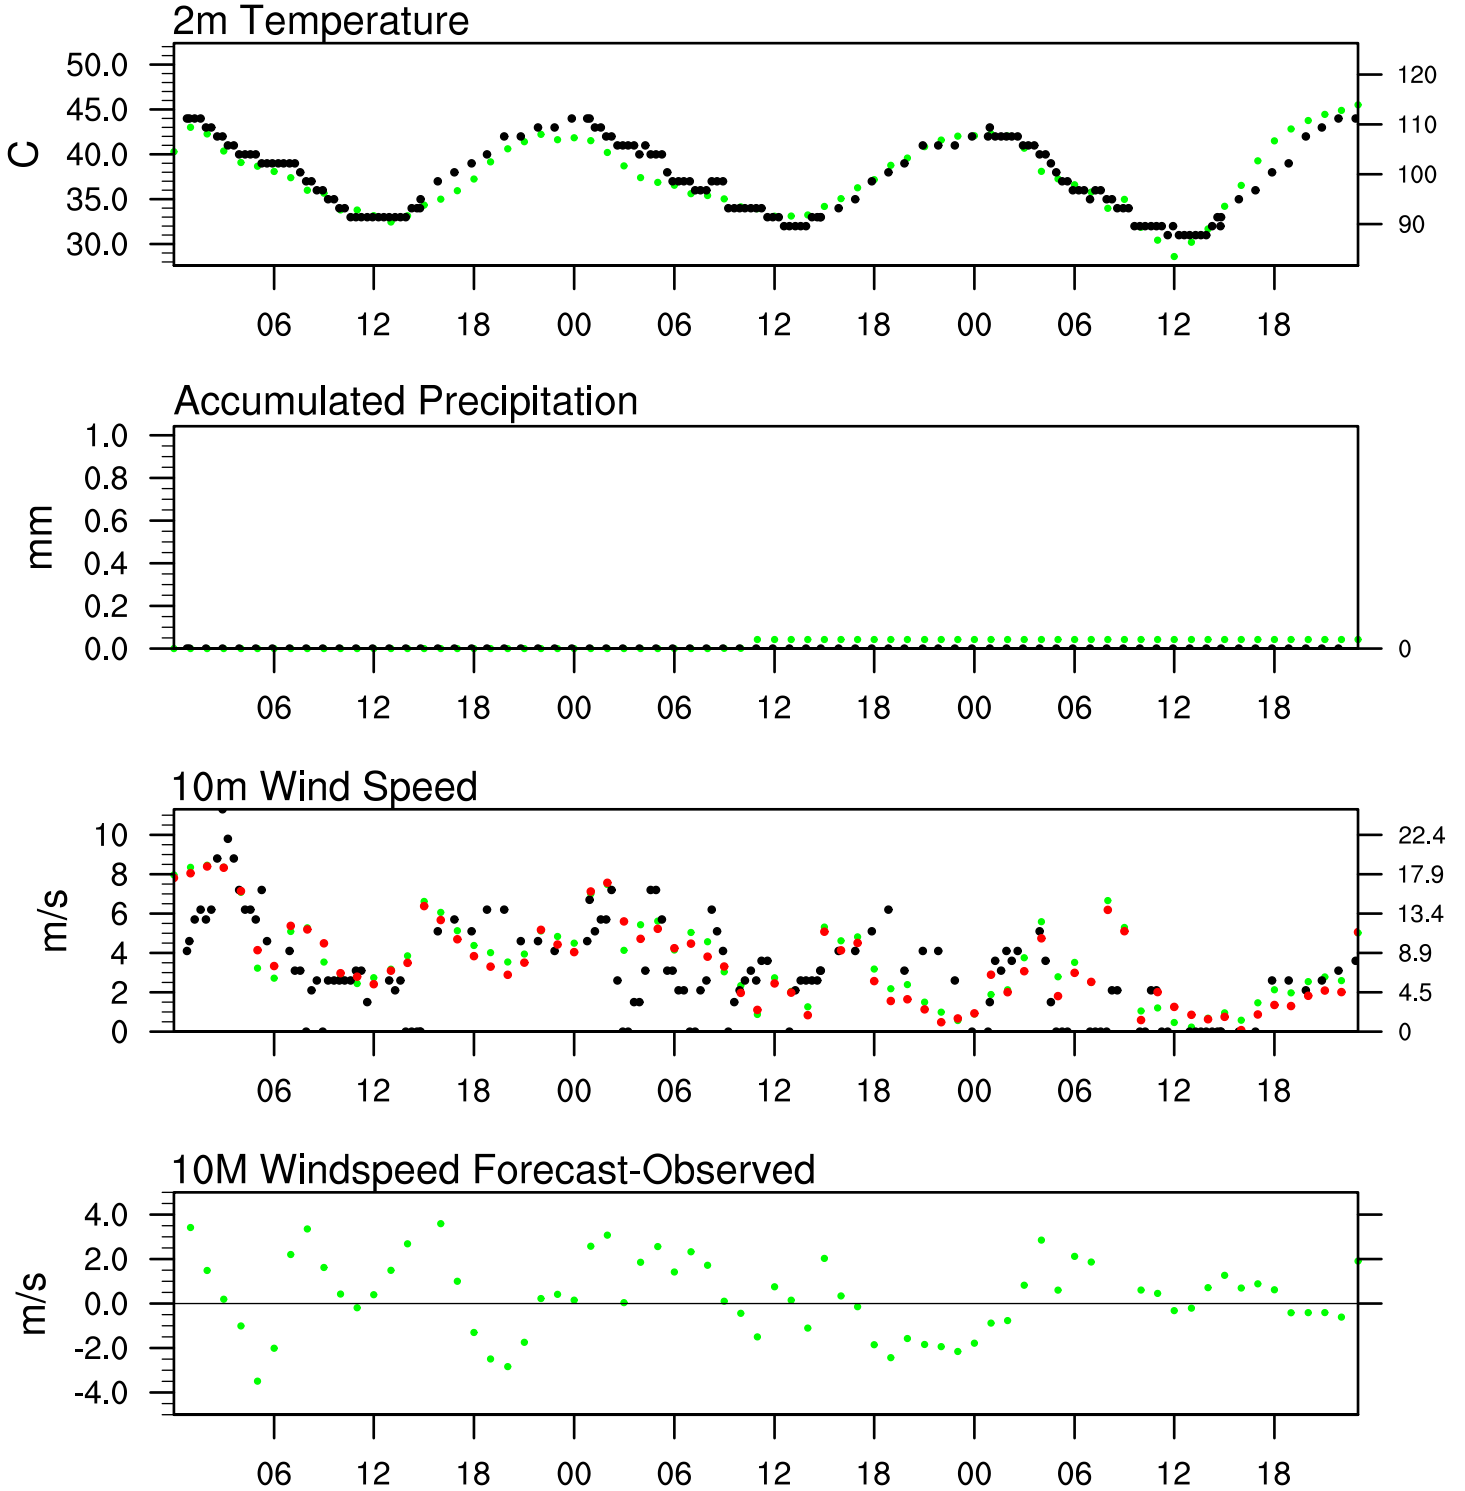 2m Temperature
50.0
120
45.0
110
C
40.0
100
35.0
90
30.0
06 12 18 00 06 12 18 00 06 12 18
Accumulated Precipitation
1.0
0.8
0.6
mm
0.4
0.2
0.0
0
06 12 18 00 06 12 18 00 06 12 18
10m Wind Speed
10
22.4
8
17.9
6
13.4
m/s
4
8.9
2
4.5
0
0
06 12 18 00 06 12 18 00 06 12 18
10M Windspeed Forecast-Observed
4.0
2.0
m/s
0.0
-2.0
-4.0
06 12 18 00 06 12 18 00 06 12 18